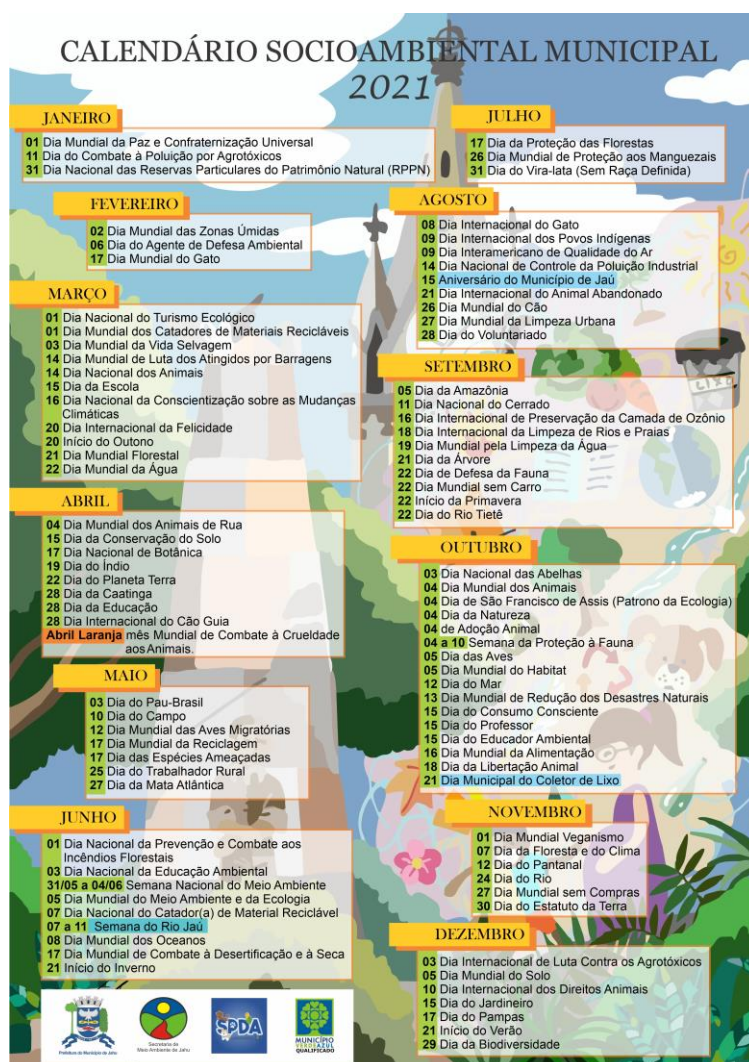 CALENDÁRIO SOCIOAMBIENTAL MUNICIPAL
2021
JANEIRO
01 Dia Mundial da Paz e Confraternização Universal
11 Dia do Combate à Poluição por Agrotóxicos
31 Dia Nacional das Reservas Particulares do Patrimônio Natural (RPPN)
FEVEREIRO
02 Dia Mundial das Zonas Úmidas
06 Dia do Agente de Defesa Ambiental
17 Dia Mundial do Gato
MARÇO
01 Dia Nacional do Turismo Ecológico
01 Dia Mundial dos Catadores de Materiais Recicláveis
03 Dia Mundial da Vida Selvagem
14 Dia Mundial de Luta dos Atingidos por Barragens
14 Dia Nacional dos Animais
15 Dia da Escola
16 Dia Nacional da Conscientização sobre as Mudanças
Climáticas
20 Dia Internacional da Felicidade
20 Início do Outono
21 Dia Mundial Florestal
22 Dia Mundial da Água
ABRIL
04 Dia Mundial dos Animais de Rua
15 Dia da Conservação do Solo
17 Dia Nacional de Botânica
19 Dia do Índio
22 Dia do Planeta Terra
28 Dia da Caatinga
28 Dia da Educação
28 Dia Internacional do Cão Guia
Abril Laranja mês Mundial de Combate à Crueldade
aos Animais.
MAIO
03 Dia do Pau-Brasil
10 Dia do Campo
12 Dia Mundial das Aves Migratórias
17 Dia Mundial da Reciclagem
17 Dia das Espécies Ameaçadas
25 Dia do Trabalhador Rural
27 Dia da Mata Atlântica
JUNHO
01 Dia Nacional da Prevenção e Combate aos
Incêndios Florestais
03 Dia Nacional da Educação Ambiental
31/05 a 04/06 Semana Nacional do Meio Ambiente
05 Dia Mundial do Meio Ambiente e da Ecologia
07 Dia Nacional do Catador(a) de Material Reciclável
07 a 11 Semana do Rio Jaú
08 Dia Mundial dos Oceanos
17 Dia Mundial de Combate à Desertificação e à Seca
21 Início do Inverno
JULHO
17 Dia da Proteção das Florestas
26 Dia Mundial de Proteção aos Manguezais
31 Dia do Vira-lata (Sem Raça Definida)
AGOSTO
08 Dia Internacional do Gato
09 Dia Internacional dos Povos Indígenas
09 Dia Interamericano de Qualidade do Ar
14 Dia Nacional de Controle da Poluição Industrial
15 Aniversário do Município de Jaú
21 Dia Internacional do Animal Abandonado
26 Dia Mundial do Cão
27 Dia Mundial da Limpeza Urbana
28 Dia do Voluntariado
LIXO
SETEMBRO
05 Dia da Amazônia
11 Dia Nacional do Cerrado
16 Dia Internacional de Preservação da Camada de Ozônio
18 Dia Internacional da Limpeza de Rios e Praias
19 Dia Mundial pela Limpeza da Água
21 Dia da Árvore
22 Dia de Defesa da Fauna
22 Dia Mundial sem Carro
22 Início da Primavera
22 Dia do Rio Tietê
OUTUBRO
03 Dia Nacional das Abelhas
04 Dia Mundial dos Animais
04 Dia de São Francisco de Assis (Patrono da Ecologia)
04 Dia da Natureza
04 de Adoção Animal
04 a 10 Semana da Proteção à Fauna
05 Dia das Aves
05 Dia Mundial do Habitat
12 Dia do Mar
13 Dia Mundial de Redução dos Desastres Naturais
15 Dia do Consumo Consciente
15 Dia do Professor
15 Dia do Educador Ambiental
16 Dia Mundial da Alimentação
18 Dia da Libertação Animal
21 Dia Municipal do Coletor de Lixo
NOVEMBRO
01 Dia Mundial Veganismo
07 Dia da Floresta e do Clima
12 Dia do Pantanal
24 Dia do Rio
27 Dia Mundial sem Compras
30 Dia do Estatuto da Terra
DEZEMBRO
03 Dia Internacional de Luta Contra os Agrotóxicos
05 Dia Mundial do Solo
10 Dia Internacional dos Direitos Animais
15 Dia do Jardineiro
17 Dia do Pampas
21 Início do Verão
29 Dia da Biodiversidade
Prefeitura do Município de Jahu
Secretaria de
Meio Ambiente de Jahu
SPDA
MUNICÍPIO
VERDEAZUL
QUALIFICADO